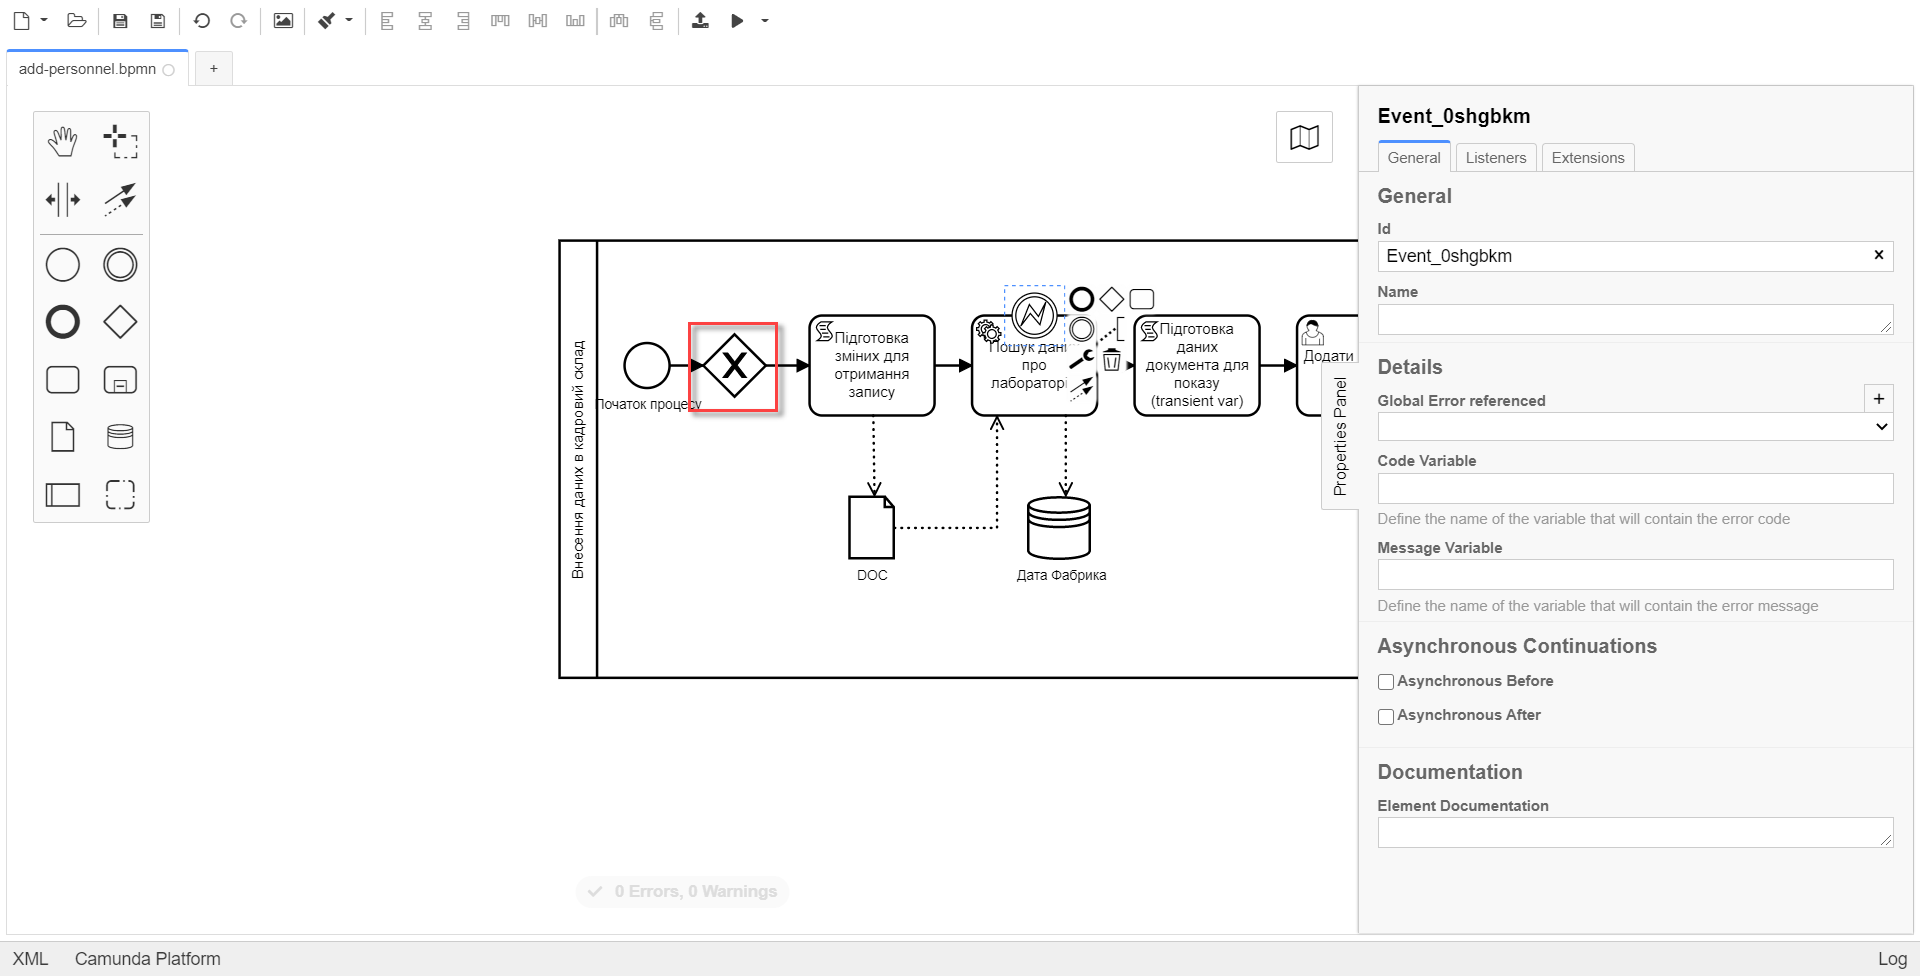 add-personnel.bpmn
+
Event_0shgbkm
General
Listeners
Extensions
General
Id
Event_0shgbkm
Name
Details
Global Error referenced
+
Code Variable
Define the name of the variable that will contain the error code
Message Variable
Define the name of the variable that will contain the error message
Asynchronous Continuations
Asynchronous Before
Asynchronous After
Documentation
Element Documentation
Properties Panel
Внесення даних в кадровий склад
Початок процесу
Підготовка
зміних для
отримання
запису
Пошук дані
про
лабораторі
Підготовка
даних
документа для
показу
(transient var)
Додати
DOC
Дата Фабрика
0 Errors, 0 Warnings
XML
Camunda Platform
Log